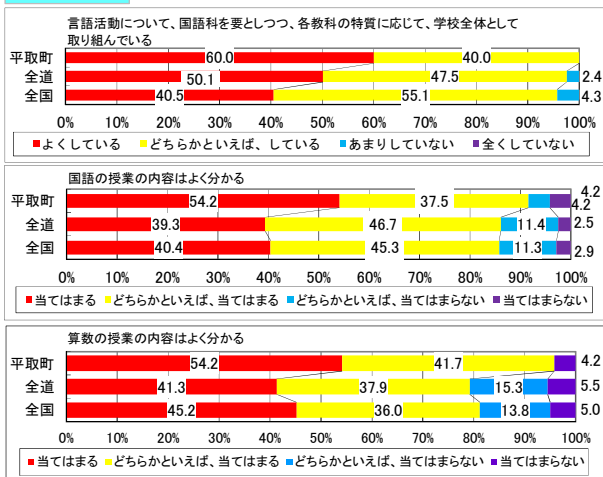 言語活動について、国語科を要としつつ、各教科の特質に応じて、学校全体として
取り組んでいる
平取町 60.0 40.0
全道 50.1 47.5 2.4
全国 40.5 55.1 4.3
0% 10% 20% 30% 40% 50% 60% 70% 80% 90% 100%
よくしている どちらかといえば、している あまりしていない 全くしていない
国語の授業の内容はよく分かる
平取町 54.2 37.5 4.2 4.2
全道 39.3 46.7 11.4 2.5
全国 40.4 45.3 11.3 2.9
0% 10% 20% 30% 40% 50% 60% 70% 80% 90% 100%
当てはまる どちらかといえば、当てはまる どちらかといえば、当てはまらない 当てはまらない
算数の授業の内容はよく分かる
平取町 54.2 41.7 4.2
全道 41.3 37.9 15.3 5.5
全国 45.2 36.0 13.8 5.0
0% 10% 20% 30% 40% 50% 60% 70% 80% 90% 100%
当てはまる どちらかといえば、当てはまる どちらかといえば、当てはまらない 当てはまらない